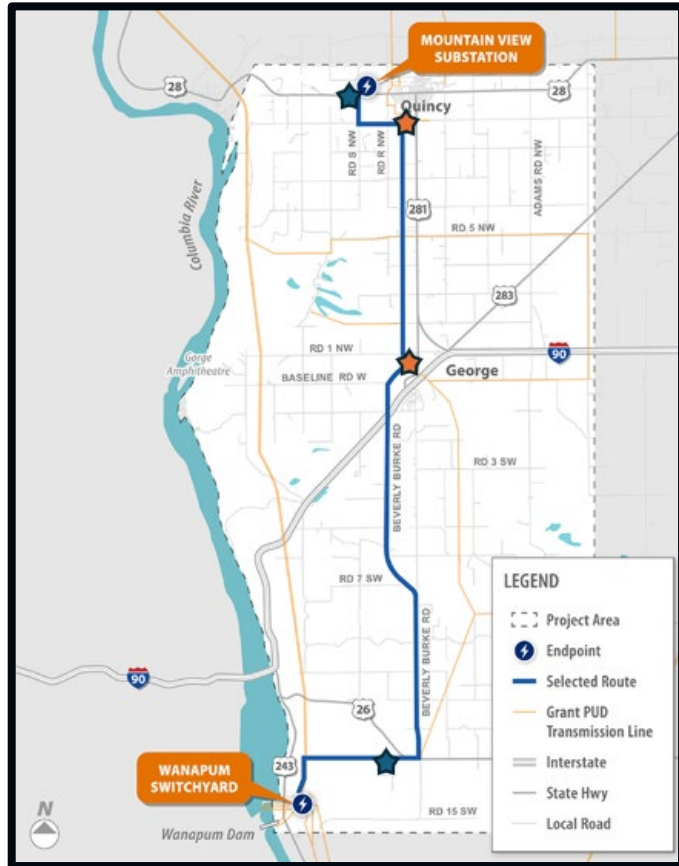 MOUNTAIN VIEW
SUBSTATION
28
Quincy
28
RD S NW
RD R NW
ADAMS RD NW
Columbia River
281
RD 5 NW
283
RD 1 NW
90
Gorge
Amphitheatre
BASELINE RD W
George
BEVERLY BURKE RD
RD 3 SW
RD 7 SW
BEVERLY BURKE RD
90
26
WANAPUM
SWITCHYARD
243
RD 15 SW
Wanapum Dam
N
LEGEND
Project Area
Endpoint
Selected Route
Grant PUD
Transmission Line
Interstate
State Hwy
Local Road